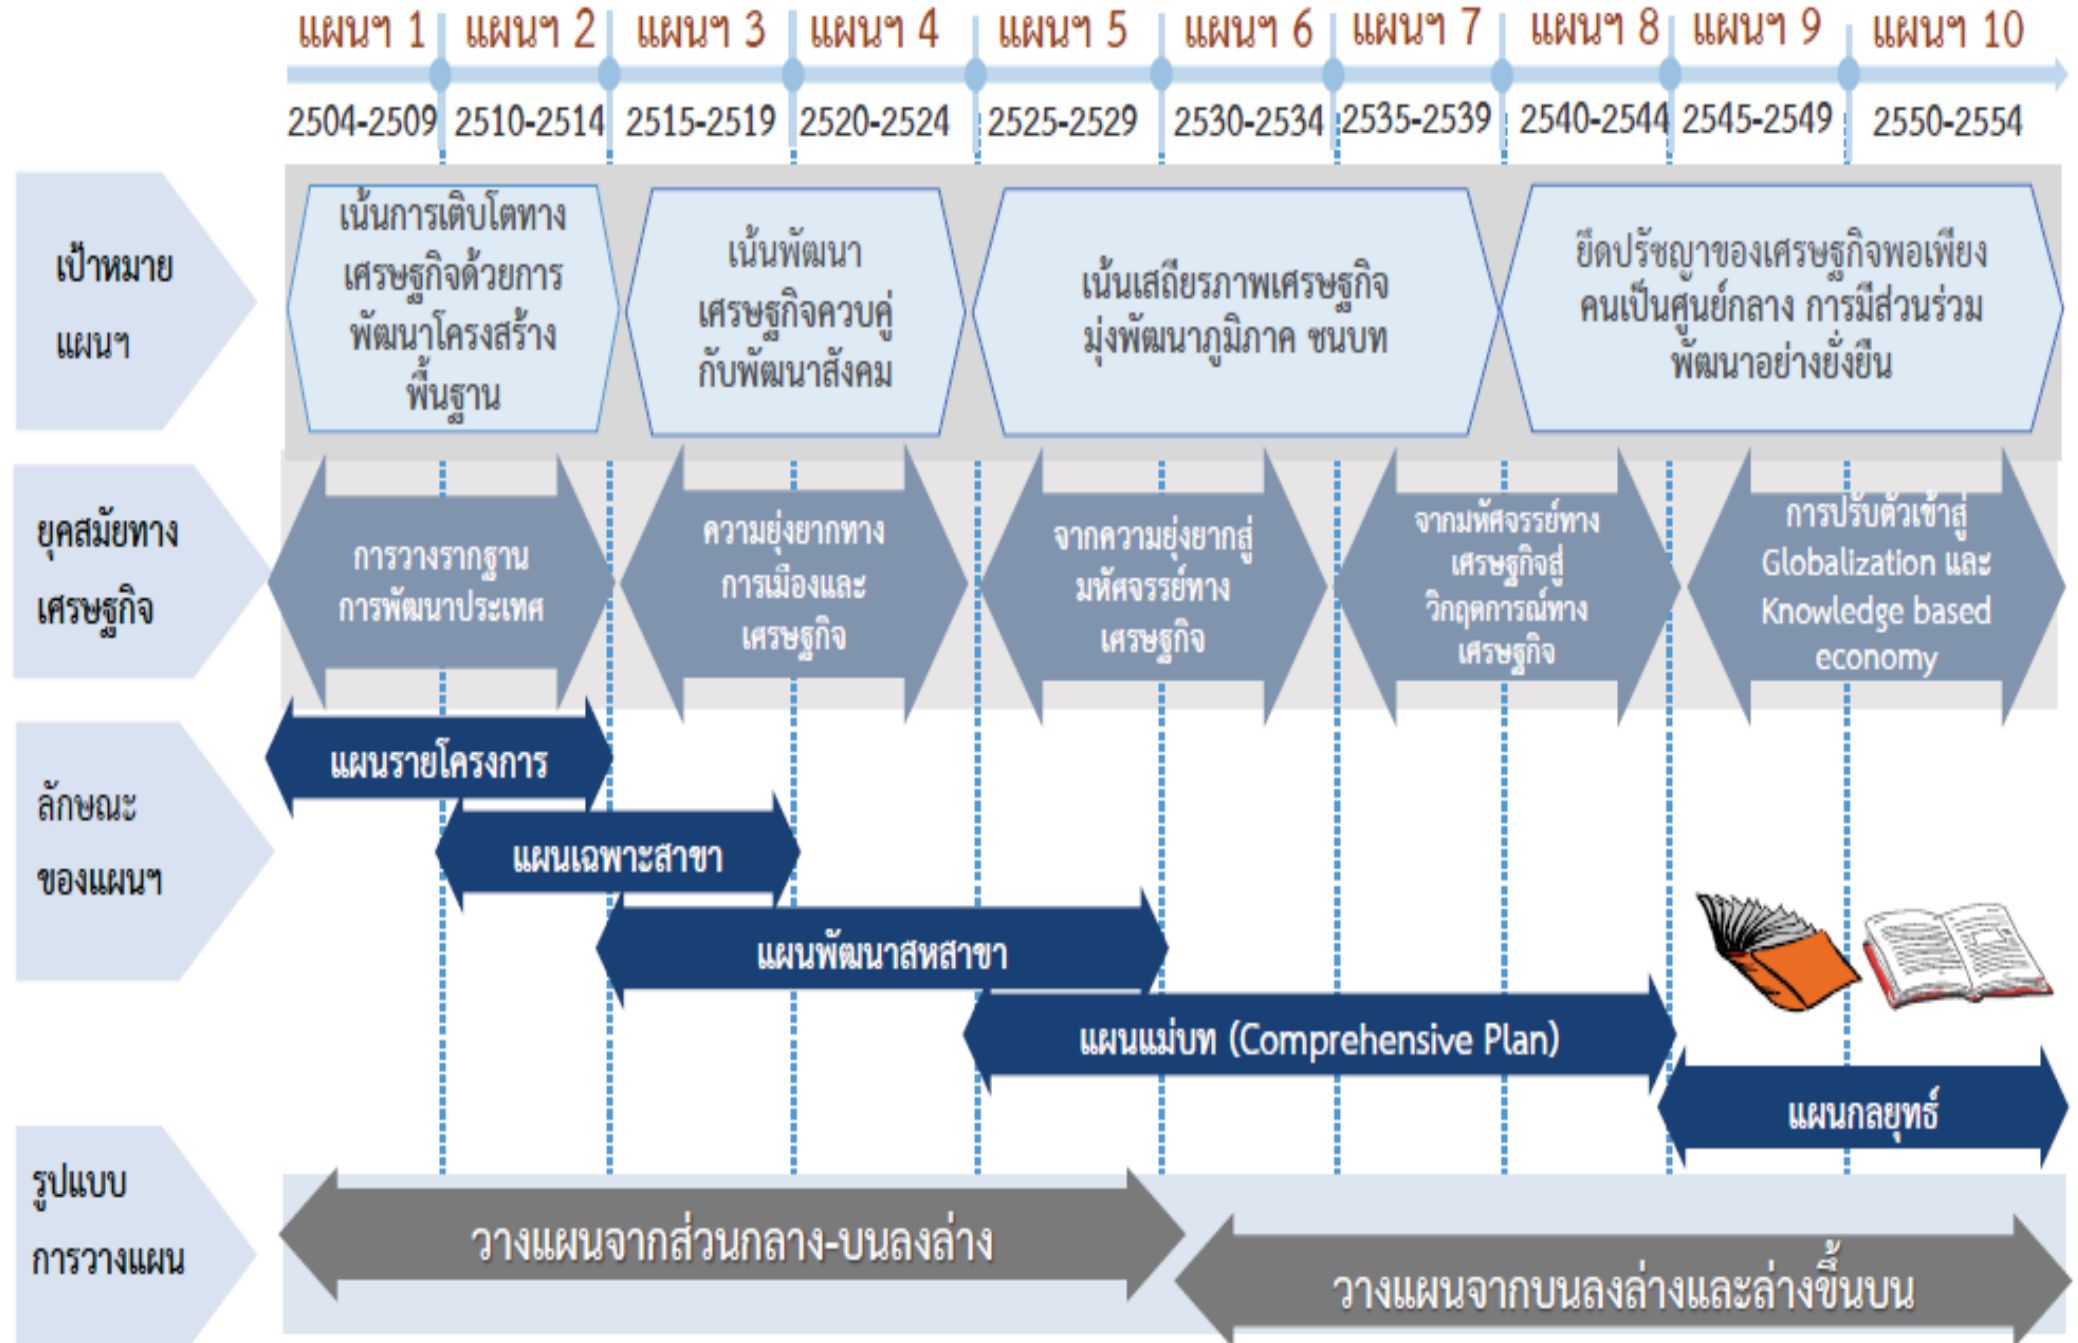 แผนฯ 1 แผนฯ 2 แผนฯ 3 แผนฯ 4 แผนฯ 5 แผนฯ 6 แผนฯ 7 แผนฯ 8 แผนฯ 9 แผนฯ 10
2504-2509 2510-2514 2515-2519 2520-2524 2525-2529 2530-2534 2535-2539 2540-2544 2545-2549 2550-2554
เป้าหมาย
แผนฯ
เน้นการเติบโตทาง
เศรษฐกิจด้วยการ
พัฒนาโครงสร้าง
พื้นฐาน
เน้นพัฒนา
เศรษฐกิจควบคู่
กับพัฒนาสังคม
เน้นเสถียรภาพเศรษฐกิจ
มุ่งพัฒนาภูมิภาค ชนบท
ยึดปรัชญาของเศรษฐกิจพอเพียง
คนเป็นศูนย์กลาง การมีส่วนร่วม
พัฒนาอย่างยั่งยืน
ยุคสมัยทาง
เศรษฐกิจ
การวางรากฐาน
การพัฒนาประเทศ
ความยุ่งยากทาง
การเมืองและ
เศรษฐกิจ
จากความยุ่งยากสู่
มหัศจรรย์ทาง
เศรษฐกิจ
จากมหัศจรรย์ทาง
เศรษฐกิจสู่
วิกฤตการณ์ทาง
เศรษฐกิจ
การปรับตัวเข้าสู่
Globalization และ
Knowledge based
economy
ลักษณะ
ของแผนฯ
แผนรายโครงการ
แผนเฉพาะสาขา
แผนพัฒนาสหสาขา
แผนแม่บท (Comprehensive Plan)
แผนกลยุทธ์
รูปแบบ
การวางแผน
วางแผนจากส่วนกลาง-บนลงล่าง
วางแผนจากบนลงล่างและล่างขึ้นบน